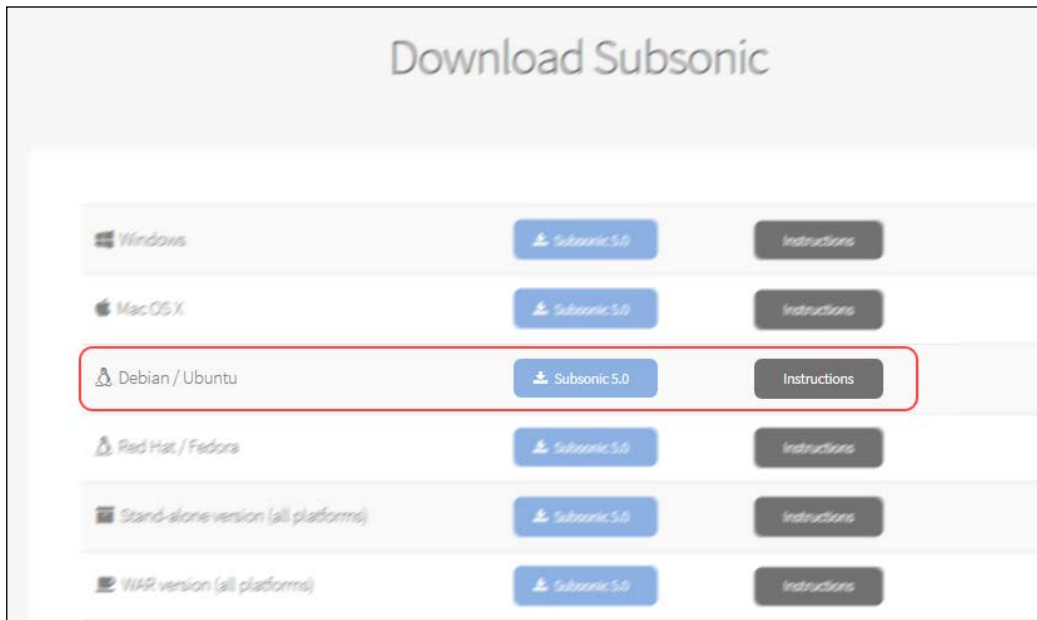 Download Subsonic
Windows Subsonic 5.0 Instructions
Mac OS X Subsonic 5.0 Instructions
Debian / Ubuntu Subsonic 5.0 Instructions
Red Hat / Fedora Subsonic 5.0 Instructions
Stand-alone version (all platforms) Subsonic 5.0 Instructions
WAR version (all platforms) Subsonic 5.0 Instructions